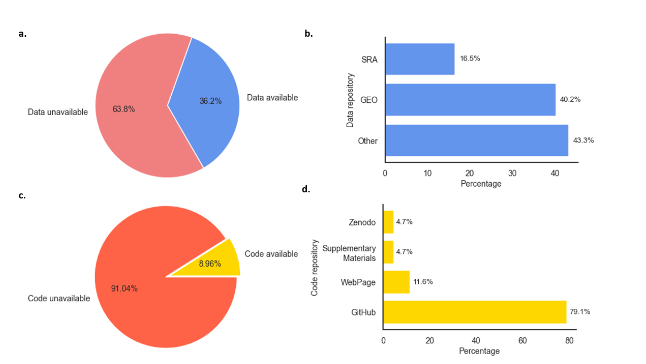 a.
Data unavailable
63.8%
36.2%
Data available
b.
Data repository
SRA
16.5%
GEO
40.2%
Other
43.3%
0 10 20 30 40
Percentage
c.
Code unavailable
91.04%
8.96%
Code available
d.
Code repository
Zenodo
4.7%
Supplementary
Materials
4.7%
WebPage
11.6%
GitHub
79.1%
0 20 40 60 80
Percentage